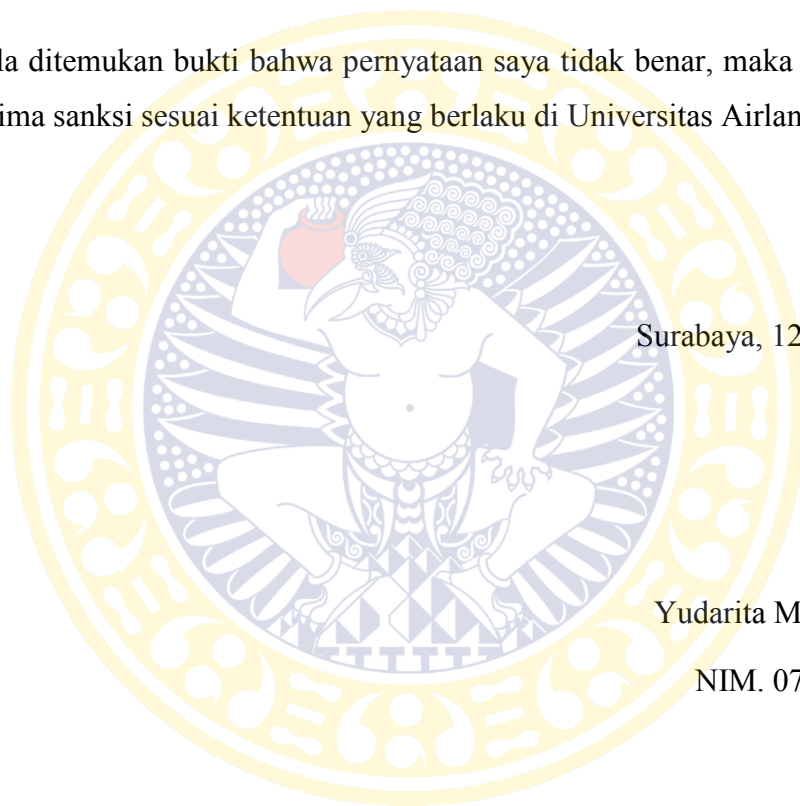 la ditemukan bukti bahwa pernyataan saya tidak benar, maka
ima sanksi sesuai ketentuan yang berlaku di Universitas Airlan
Surabaya, 12
Yudarita M
NIM. 07